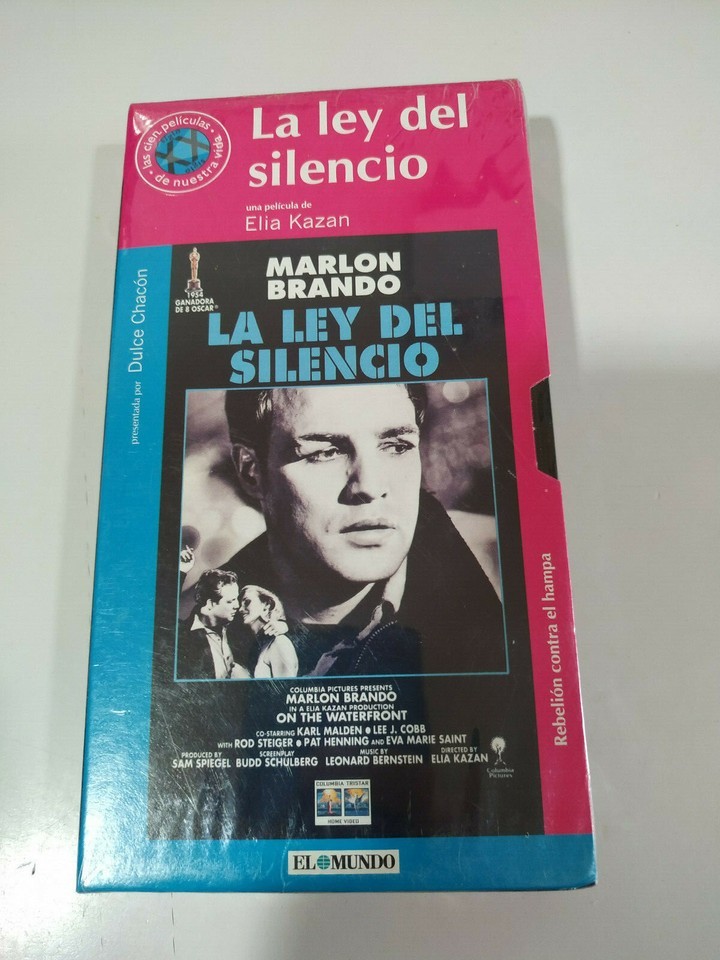 las cien películas
de nuestra vida
La ley del
silencio
una película de
Elia Kazan
presentada por Dulce Chacón
1954
GANADORA
DE 8 OSCAR®
MARLON
BRANDO
LA LEY DEL
SILENCIO
Rebelión contra el hampa
COLUMBIA PICTURES PRESENTS
MARLON BRANDO
IN A ELIA KAZAN PRODUCTION
ON THE WATERFRONT
CO-STARRING KARL MALDEN • LEE J. COBB
WITH ROD STEIGER • PAT HENNING AND EVA MARIE SAINT
PRODUCED BY SAM SPIEGEL SCREENPLAY BUDD SCHULBERG MUSIC BY LEONARD BERNSTEIN DIRECTED BY ELIA KAZAN
Columbia
Pictures
COLUMBIA TRISTAR
HOME VIDEO
EL MUNDO